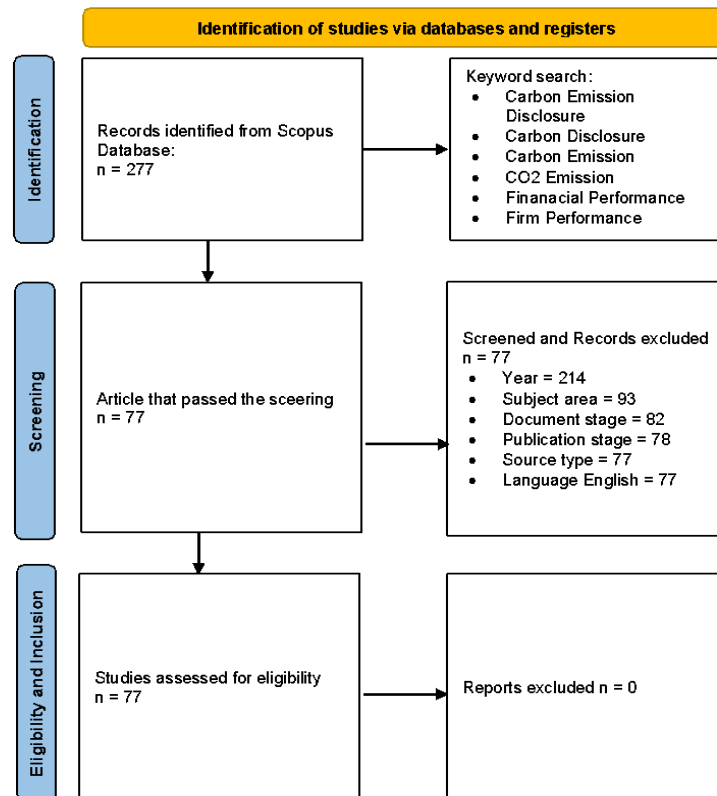 Identification of studies via databases and registers
Identification
Records identified from Scopus
Database:
n = 277
Keyword search:
• Carbon Emission
Disclosure
• Carbon Disclosure
• Carbon Emission
• CO2 Emission
• Finanacial Performance
• Firm Performance
Screening
Article that passed the sceering
n = 77
Screened and Records excluded
n = 77
• Year = 214
• Subject area = 93
• Document stage = 82
• Publication stage = 78
• Source type = 77
• Language English = 77
Eligibility and Inclusion
Studies assessed for eligibility
n = 77
Reports excluded n = 0